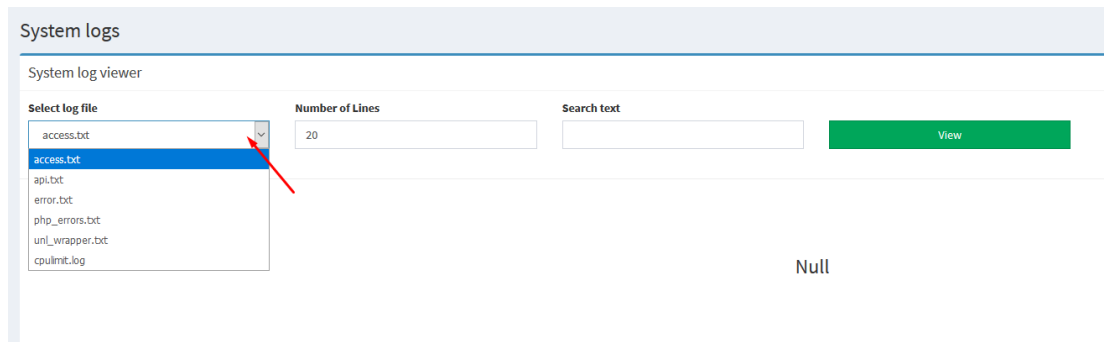 System logs
System log viewer
Select log file
Number of Lines
Search text
access.txt
20
View
access.txt
api.txt
error.txt
php_errors.txt
unl_wrapper.txt
cpulimit.log
Null